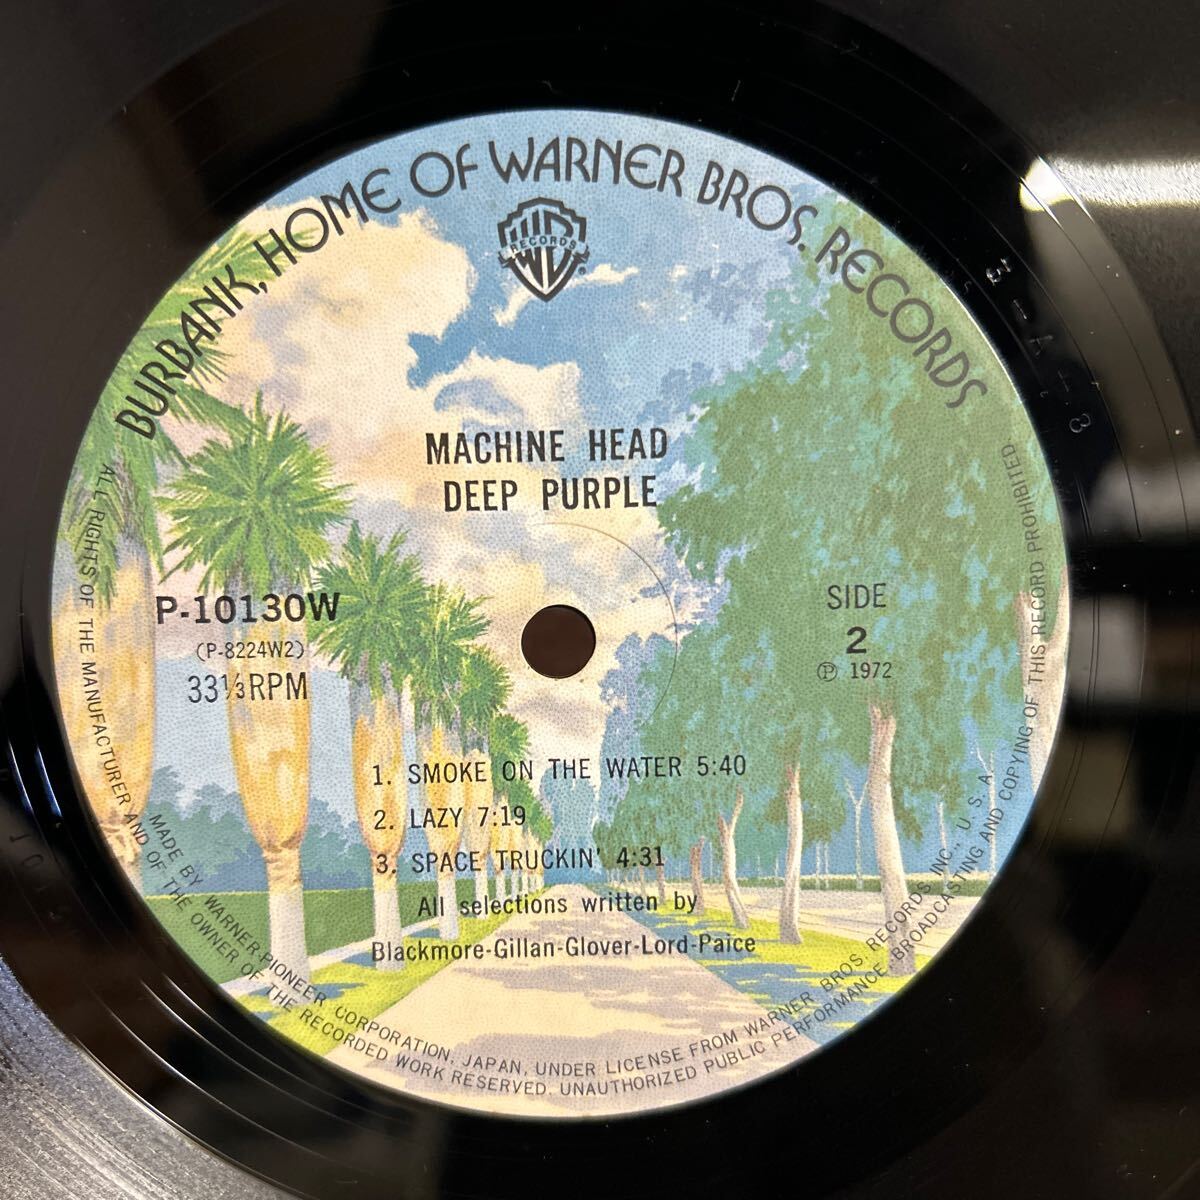 BURBANK, HOME OF WARNER BROS. RECORDS
WB
RECORDS
®
MACHINE HEAD
DEEP PURPLE
P-10130W
(P-8224W2)
33⅓RPM
SIDE
2
Ⓟ 1972
1. SMOKE ON THE WATER 5:40
2. LAZY 7:19
3. SPACE TRUCKIN' 4:31
All selections written by
Blackmore-Gillan-Glover-Lord-Paice
MADE BY WARNER-PIONEER CORPORATION, JAPAN, UNDER LICENSE FROM WARNER BROS. RECORDS INC., U.S.A.
ALL RIGHTS OF THE MANUFACTURER AND OF THE OWNER OF THE RECORDED WORK RESERVED. UNAUTHORIZED PUBLIC PERFORMANCE BROADCASTING AND COPYING OF THIS RECORD PROHIBITED